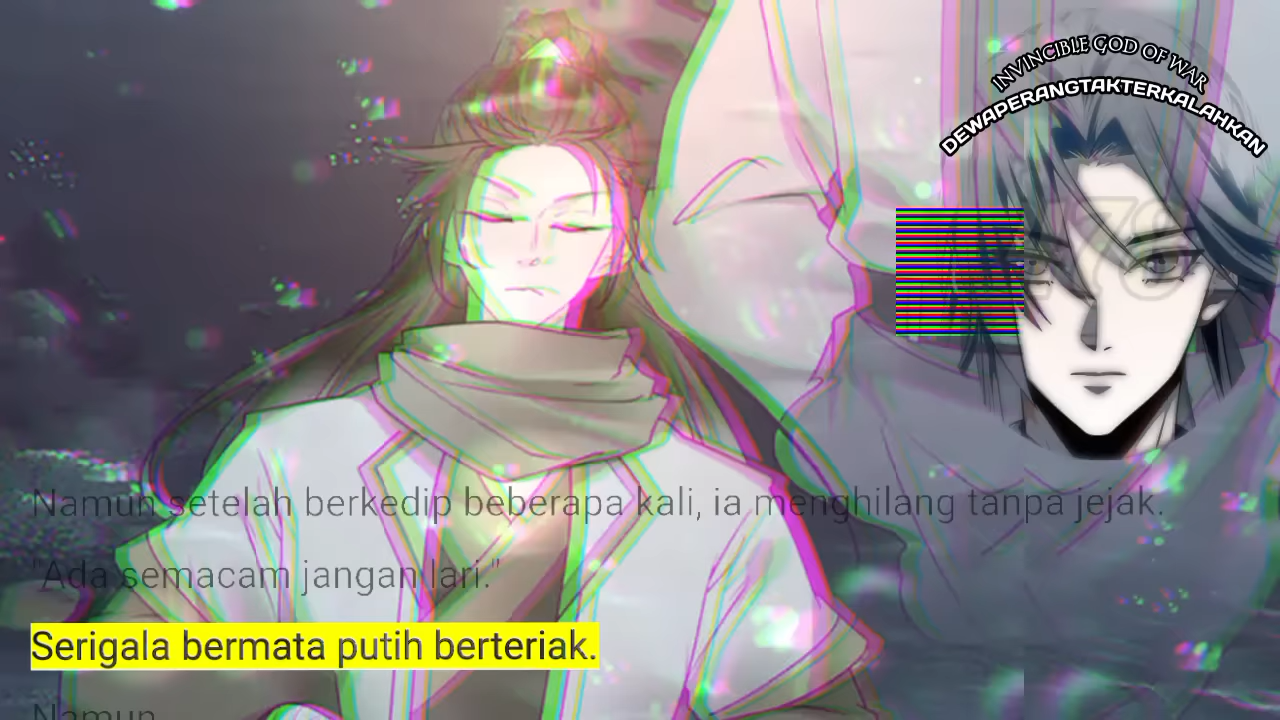 INVINCIBLE GOD OF WAR
DEWAPERANGTAKTERKALAHKAN
Namun setelah berkedip beberapa kali, ia menghilang tanpa jejak.
"Ada semacam jangan lari."
Serigala bermata putih berteriak.
Namun